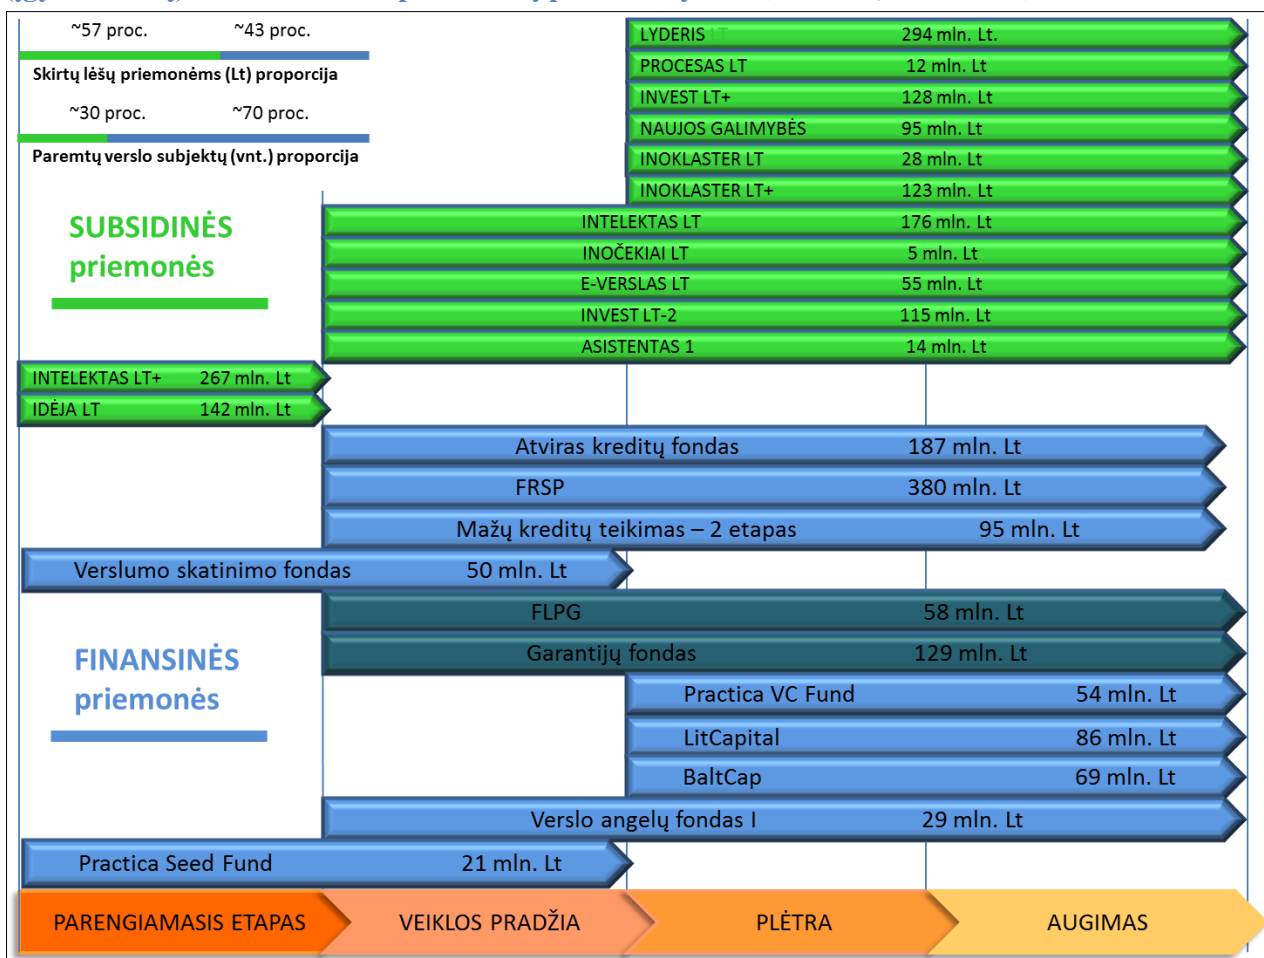 ~57 proc. ~43 proc.
Skirtų lėšų priemonėms (Lt) proporcija
~30 proc. ~70 proc.
Paremtų verslo subjektų (vnt.) proporcija
LYDERIS LT 294 mln. Lt.
PROCESAS LT 12 mln. Lt
INVEST LT+ 128 mln. Lt
NAUJOS GALIMYBĖS 95 mln. Lt
INOKLASTER LT 28 mln. Lt
INOKLASTER LT+ 123 mln. Lt
SUBSIDINĖS
priemonės
INTELEKTAS LT 176 mln. Lt
INOČEKIAI LT 5 mln. Lt
E-VERSLAS LT 55 mln. Lt
INVEST LT-2 115 mln. Lt
ASISTENTAS 1 14 mln. Lt
INTELEKTAS LT+ 267 mln. Lt
IDĖJA LT 142 mln. Lt
Atviras kreditų fondas 187 mln. Lt
FRSP 380 mln. Lt
Mažų kreditų teikimas – 2 etapas 95 mln. Lt
Verslumo skatinimo fondas 50 mln. Lt
FLPG 58 mln. Lt
Garantijų fondas 129 mln. Lt
FINANSINĖS
priemonės
Practica VC Fund 54 mln. Lt
LitCapital 86 mln. Lt
BaltCap 69 mln. Lt
Verslo angelų fondas I 29 mln. Lt
Practica Seed Fund 21 mln. Lt
PARENGIAMASIS ETAPAS VEIKLOS PRADŽIA PLĖTRA AUGIMAS